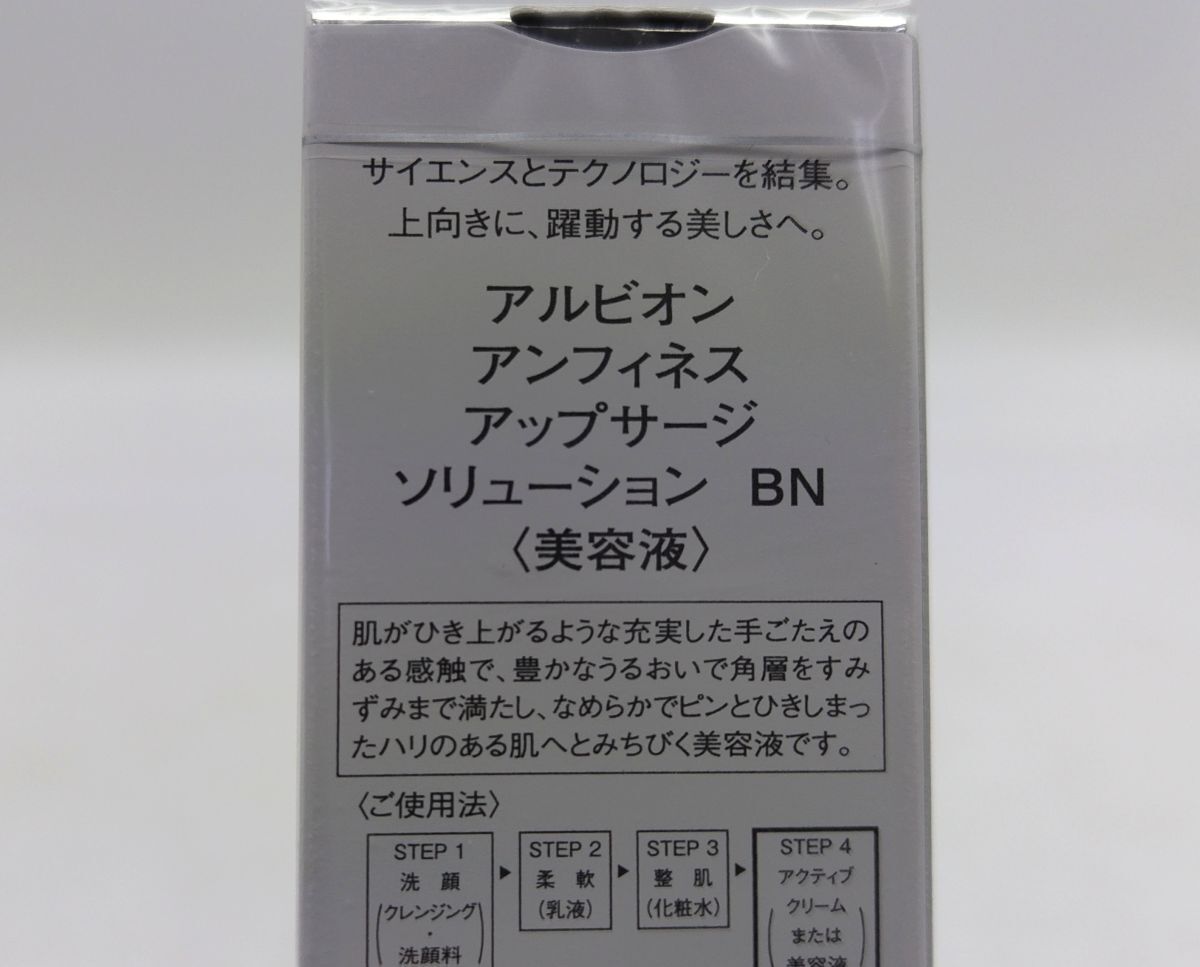 サイエンスとテクノロジーを結集。
上向きに、躍動する美しさへ。
アルビオン
アンフィネス
アップサージ
ソリューション BN
〈美容液〉
肌がひき上がるような充実した手ごたえの
ある感触で、豊かなうるおいで角層をすみ
ずみまで満たし、なめらかでピンとひきしまっ
たハリのある肌へとみちびく美容液です。
〈ご使用法〉
STEP 1
洗 顔
(クレンジング
・
洗顔料)
▶
STEP 2
柔 軟
(乳液)
▶
STEP 3
整 肌
(化粧水)
▶
STEP 4
アクティブ
クリーム
または
美容液